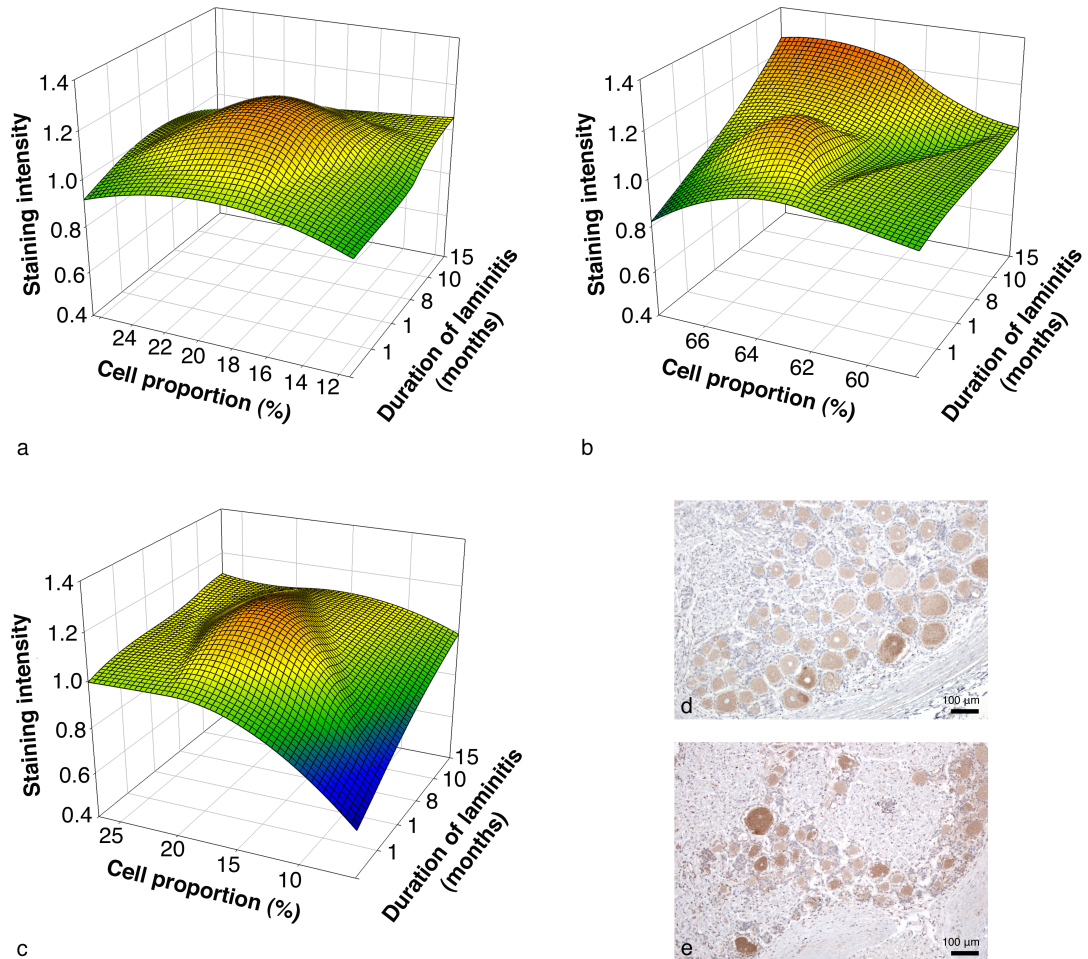 1.4
1.2
1.0
0.8
0.6
0.4
Staining intensity
24 22 20 18 16 14 12
Cell proportion (%)
1 1 8 10 15
Duration of laminitis
(months)
a
1.4
1.2
1.0
0.8
0.6
0.4
Staining intensity
66 64 62 60
Cell proportion (%)
1 1 8 10 15
Duration of laminitis
(months)
b
1.4
1.2
1.0
0.8
0.6
0.4
Staining intensity
25 20 15 10
Cell proportion (%)
1 1 8 10 15
Duration of laminitis
(months)
c
d
100 µm
e
100 µm